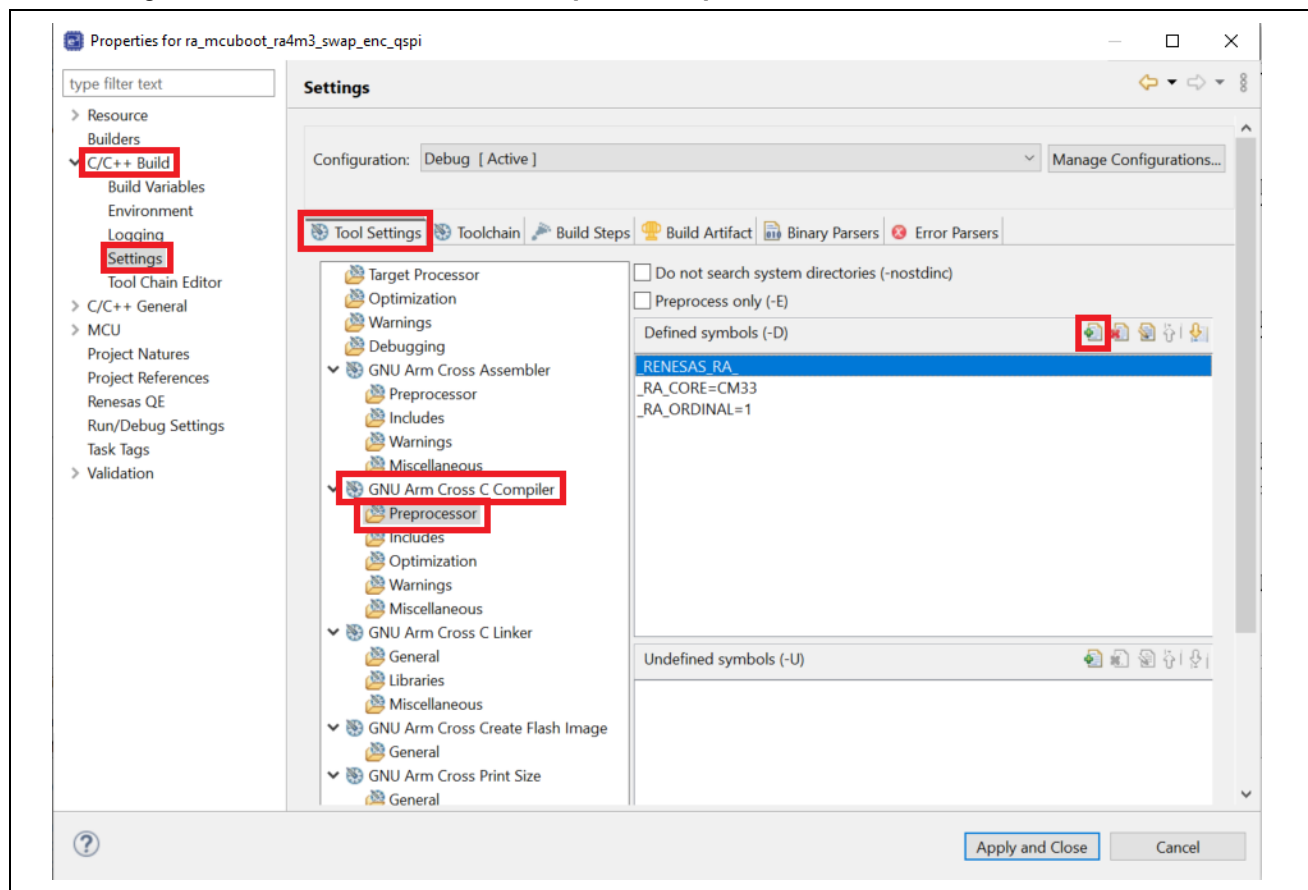 Properties for ra_mcuboot_ra4m3_swap_enc_qspi
type filter text
Resource
Builders
C/C++ Build
Build Variables
Environment
Logging
Settings
Tool Chain Editor
C/C++ General
MCU
Project Natures
Project References
Renesas QE
Run/Debug Settings
Task Tags
Validation
Settings
Configuration: Debug [ Active ]
Manage Configurations...
Tool Settings Toolchain Build Steps Build Artifact Binary Parsers Error Parsers
Target Processor
Optimization
Warnings
Debugging
GNU Arm Cross Assembler
Preprocessor
Includes
Warnings
Miscellaneous
GNU Arm Cross C Compiler
Preprocessor
Includes
Optimization
Warnings
Miscellaneous
GNU Arm Cross C Linker
General
Libraries
Miscellaneous
GNU Arm Cross Create Flash Image
General
GNU Arm Cross Print Size
General
Do not search system directories (-nostdinc)
Preprocess only (-E)
Defined symbols (-D)
_RENESAS_RA_
_RA_CORE=CM33
_RA_ORDINAL=1
Undefined symbols (-U)
Apply and Close
Cancel